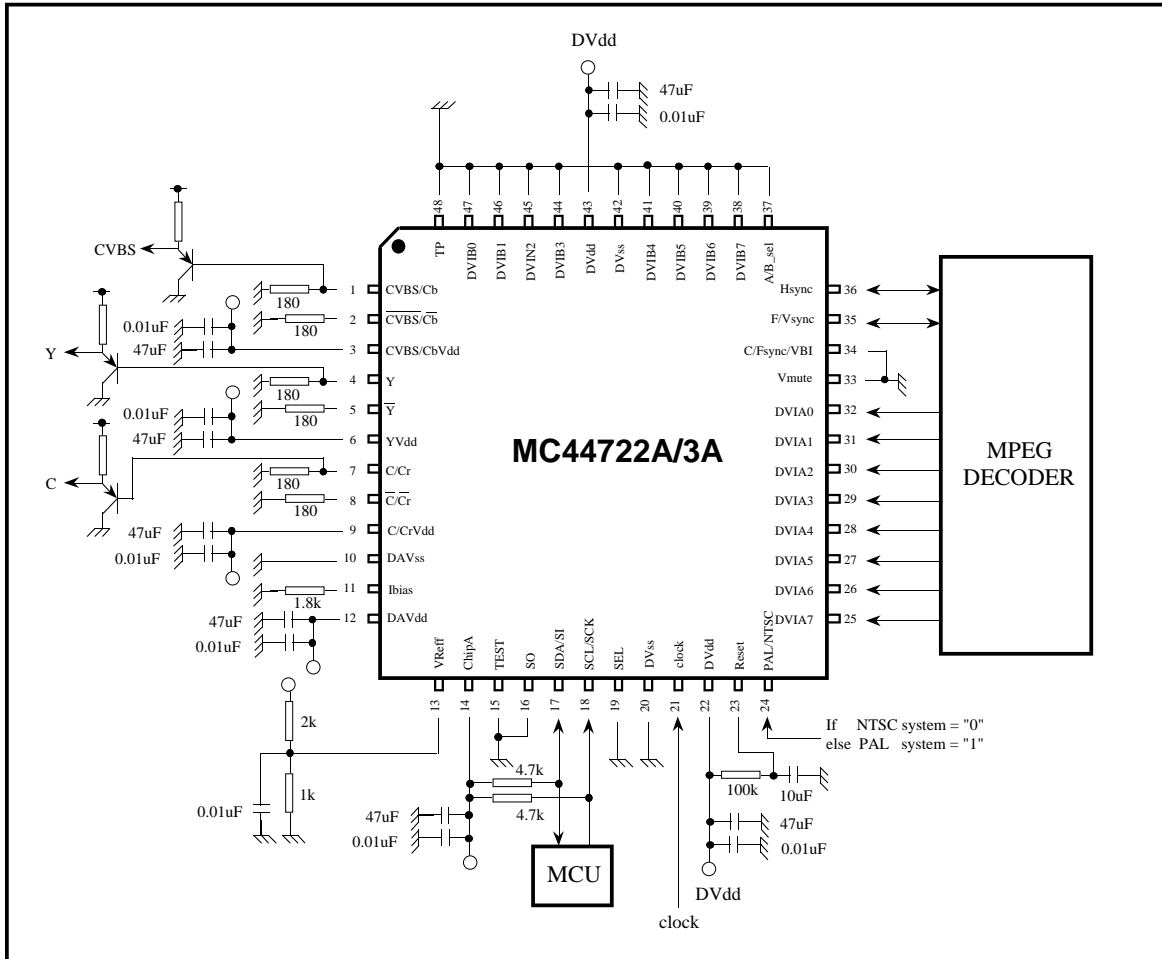 DVdd
47uF
0.01uF
48
47
46
45
44
43
42
41
40
39
38
37
TP
DVIB0
DVIB1
DVIN2
DVIB3
DVdd
DVss
DVIB4
DVIB5
DVIB6
DVIB7
A/B_sel
CVBS
180
1
CVBS/Cb
180
2
CVBS/Cb
0.01uF
47uF
3
CVBS/CbVdd
Y
180
4
Y
180
5
Y
0.01uF
47uF
6
YVdd
C
180
7
C/Cr
180
8
C/Cr
47uF
0.01uF
9
C/CrVdd
10
DAVss
1.8k
11
Ibias
47uF
0.01uF
12
DAVdd
MC44722A/3A
Hsync
36
F/Vsync
35
C/Fsync/VBI
34
Vmute
33
DVIA0
32
DVIA1
31
DVIA2
30
DVIA3
29
DVIA4
28
DVIA5
27
DVIA6
26
DVIA7
25
MPEG
DECODER
VReff
ChipA
TEST
SO
SDA/SI
SCL/SCK
SEL
DVss
clock
DVdd
Reset
PAL/NTSC
13
14
15
16
17
18
19
20
21
22
23
24
If NTSC system = "0"
else PAL system = "1"
2k
1k
0.01uF
4.7k
4.7k
47uF
0.01uF
MCU
clock
100k
10uF
47uF
0.01uF
DVdd